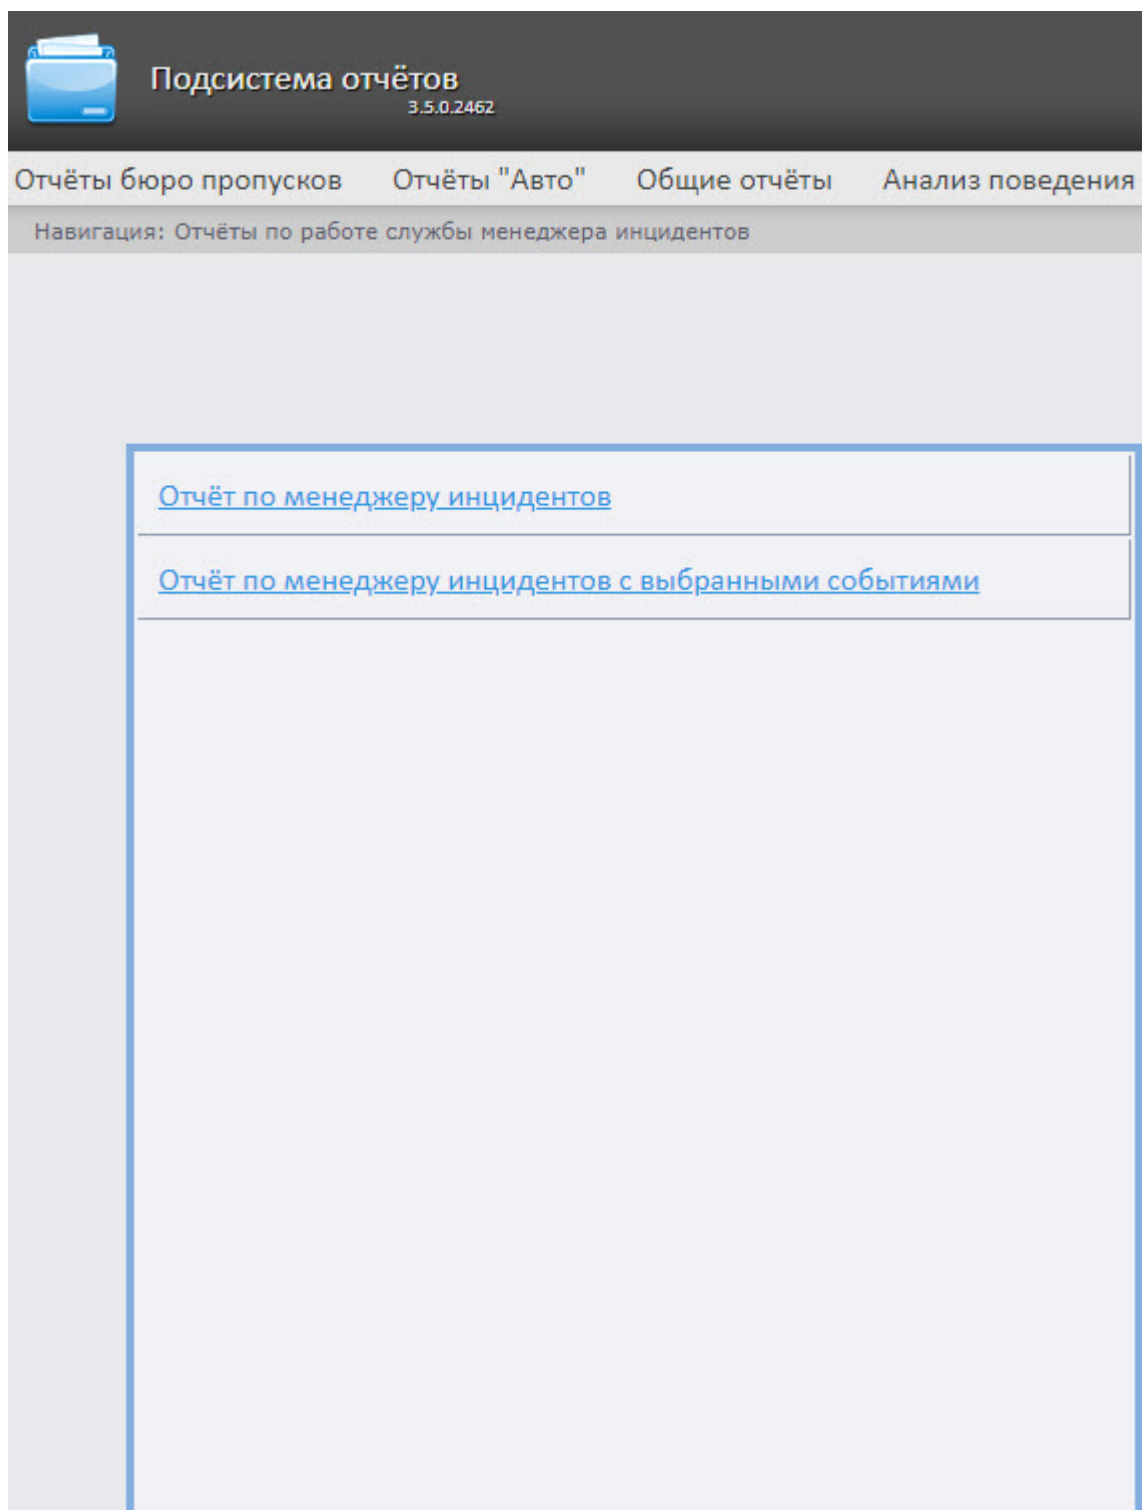 Подсистема отчётов
3.5.0.2462
Отчёты бюро пропусков Отчёты "Авто" Общие отчёты Анализ поведения
Навигация: Отчёты по работе службы менеджера инцидентов
Отчёт по менеджеру инцидентов
Отчёт по менеджеру инцидентов с выбранными событиями